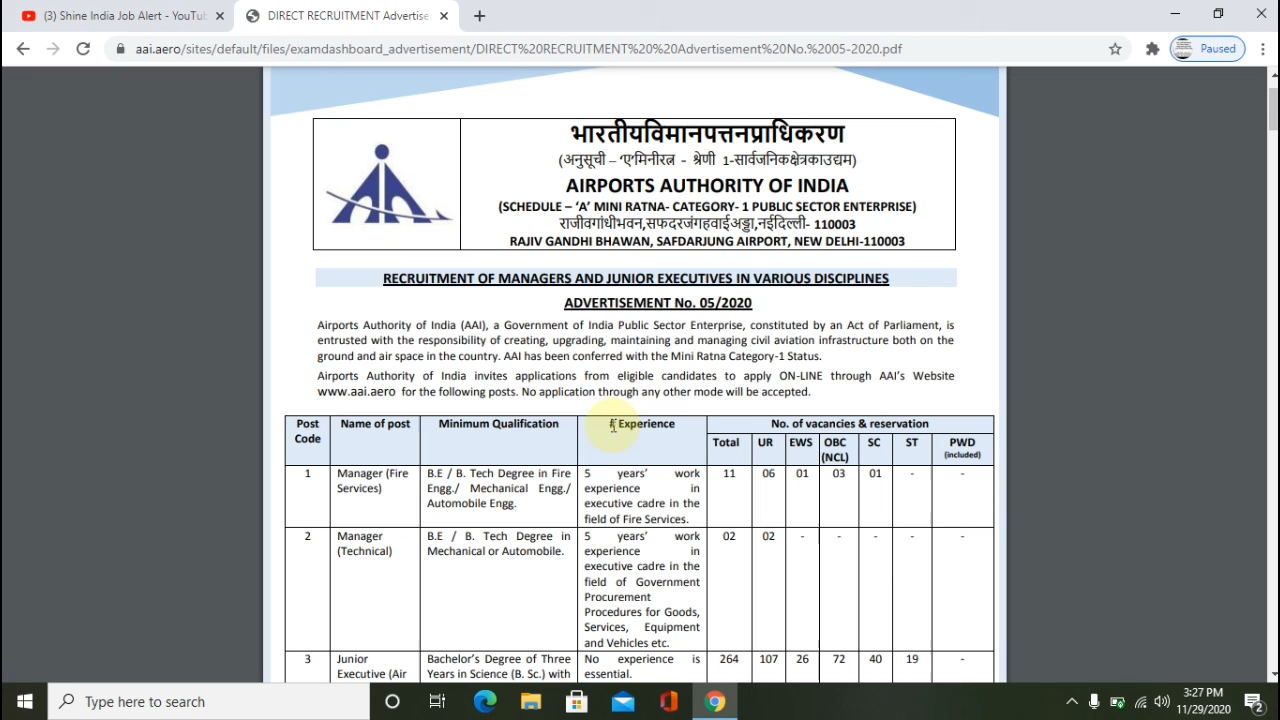 (3) Shine India Job Alert - YouTub
DIRECT RECRUITMENT Advertise
aai.aero/sites/default/files/examdashboard_advertisement/DIRECT%20RECRUITMENT%20%20Advertisement%20No.%2005-2020.pdf
Paused
भारतीयविमानपत्तनप्राधिकरण
(अनुसूची – ‘ए’मिनीरत्न - श्रेणी 1-सार्वजनिकक्षेत्रकाउद्यम)
AIRPORTS AUTHORITY OF INDIA
(SCHEDULE – ‘A’ MINI RATNA- CATEGORY- 1 PUBLIC SECTOR ENTERPRISE)
राजीवगांधीभवन,सफदरजंगहवाईअड्डा,नईदिल्ली- 110003
RAJIV GANDHI BHAWAN, SAFDARJUNG AIRPORT, NEW DELHI-110003
RECRUITMENT OF MANAGERS AND JUNIOR EXECUTIVES IN VARIOUS DISCIPLINES
ADVERTISEMENT No. 05/2020
Airports Authority of India (AAI), a Government of India Public Sector Enterprise, constituted by an Act of Parliament, is
entrusted with the responsibility of creating, upgrading, maintaining and managing civil aviation infrastructure both on the
ground and air space in the country. AAI has been conferred with the Mini Ratna Category-1 Status.
Airports Authority of India invites applications from eligible candidates to apply ON-LINE through AAI’s Website
www.aai.aero for the following posts. No application through any other mode will be accepted.
Post Code Name of post Minimum Qualification # Experience No. of vacancies & reservation
Total UR EWS OBC (NCL) SC ST PWD (included)
1 Manager (Fire B.E / B. Tech Degree in Fire 5 years’ work 11 06 01 03 01 - -
Services) Engg./ Mechanical Engg./ experience in
Automobile Engg. executive cadre in the
field of Fire Services.
2 Manager B.E / B. Tech Degree in 5 years’ work 02 02 - - - - -
(Technical) Mechanical or Automobile. experience in
executive cadre in the
field of Government
Procurement
Procedures for Goods,
Services, Equipment
and Vehicles etc.
3 Junior Bachelor’s Degree of Three No experience is 264 107 26 72 40 19 -
Executive (Air Years in Science (B. Sc.) with essential.
Type here to search
3:27 PM
11/29/2020
2